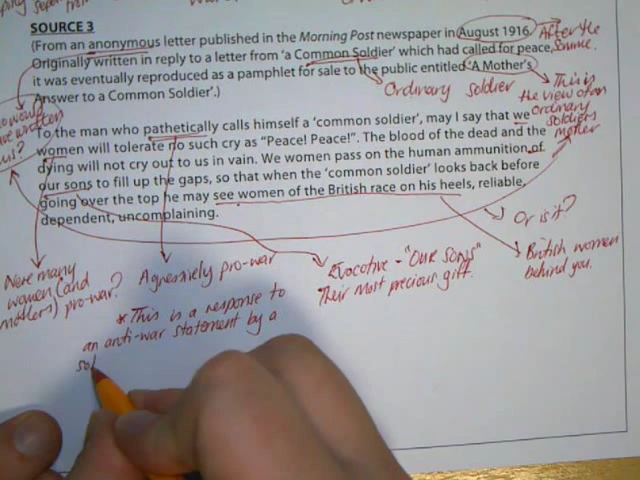 SOURCE 3
(From an anonymous letter published in the Morning Post newspaper in August 1916.
Originally written in reply to a letter from 'a Common Soldier' which had called for peace,
it was eventually reproduced as a pamphlet for sale to the public entitled 'A Mother's
Answer to a Common Soldier'.)
After the
Somme.
Ordinary soldier
This is
the view of an
ordinary
soldiers
mother
To the man who pathetically calls himself a 'common soldier', may I say that we
women will tolerate no such cry as "Peace! Peace!". The blood of the dead and the
dying will not cry out to us in vain. We women pass on the human ammunition of
our sons to fill up the gaps, so that when the 'common soldier' looks back before
going over the top he may see women of the British race on his heels, reliable,
dependent, uncomplaining.
Or is it?
British women
behind you.
Evocative - "OUR SONS"
Their most precious gift.
Agressively pro-war
Were many
women (and
mothers) pro-war?
*This is a response to
an anti-war statement by a
sol